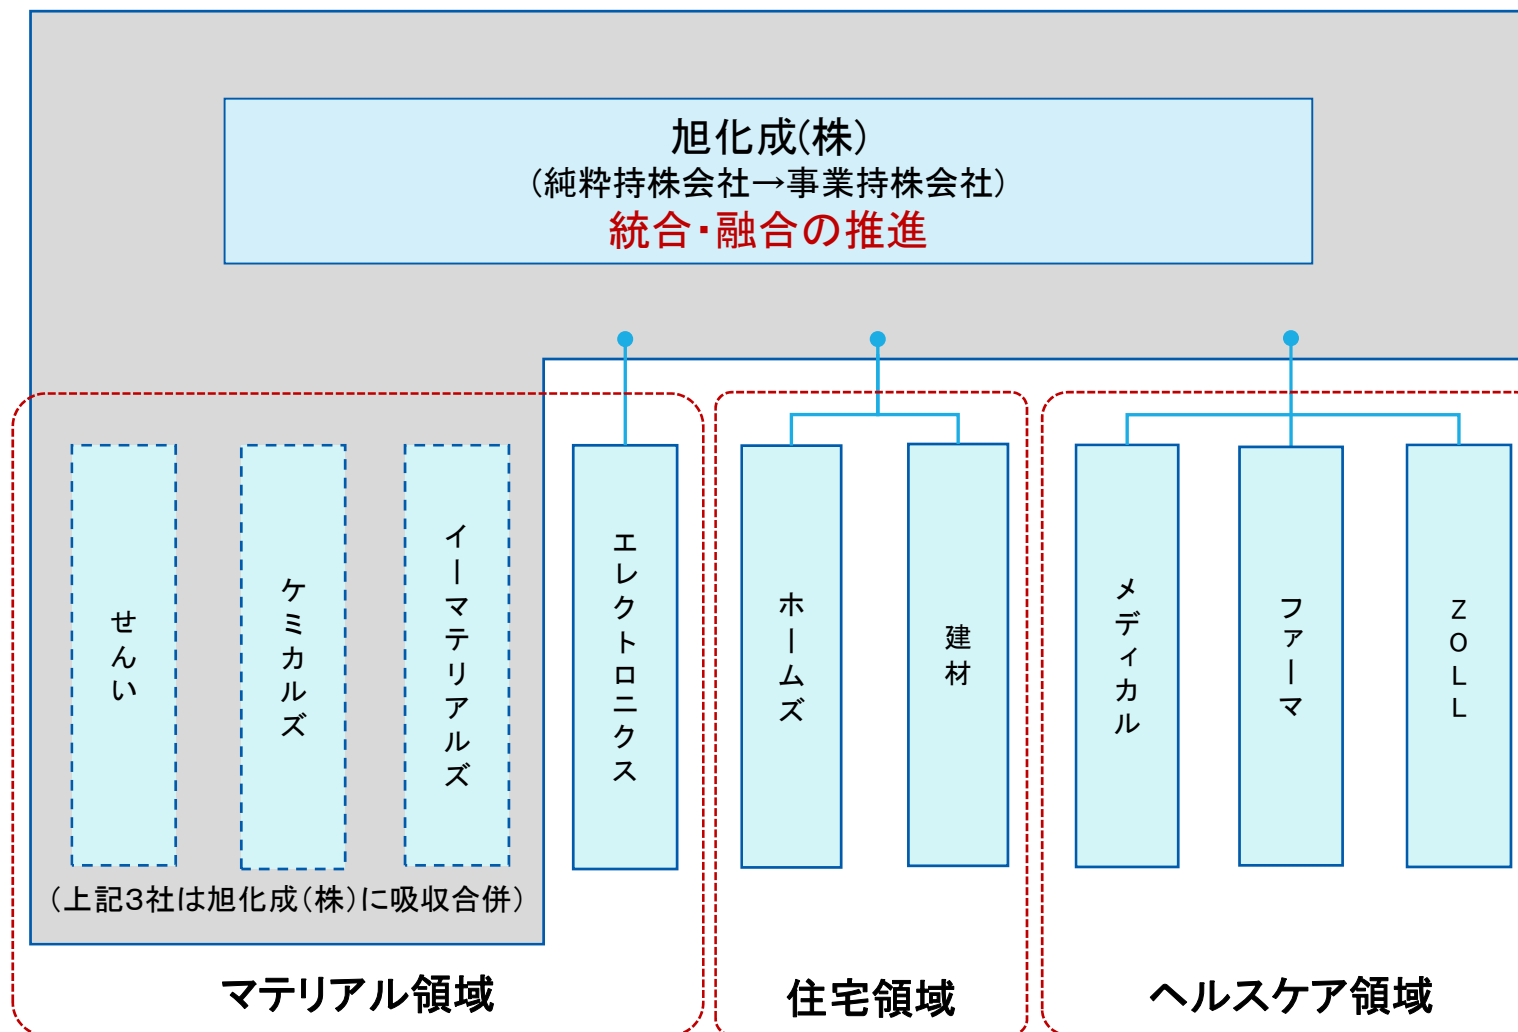 旭化成(株)
(純粋持株会社→事業持株会社)
統合・融合の推進
せんい
ケミカルズ
イーマテリアルズ
エレクトロニクス
ホームズ
建材
メディカル
ファーマ
ZOLL
(上記3社は旭化成(株)に吸収合併)
マテリアル領域
住宅領域
ヘルスケア領域